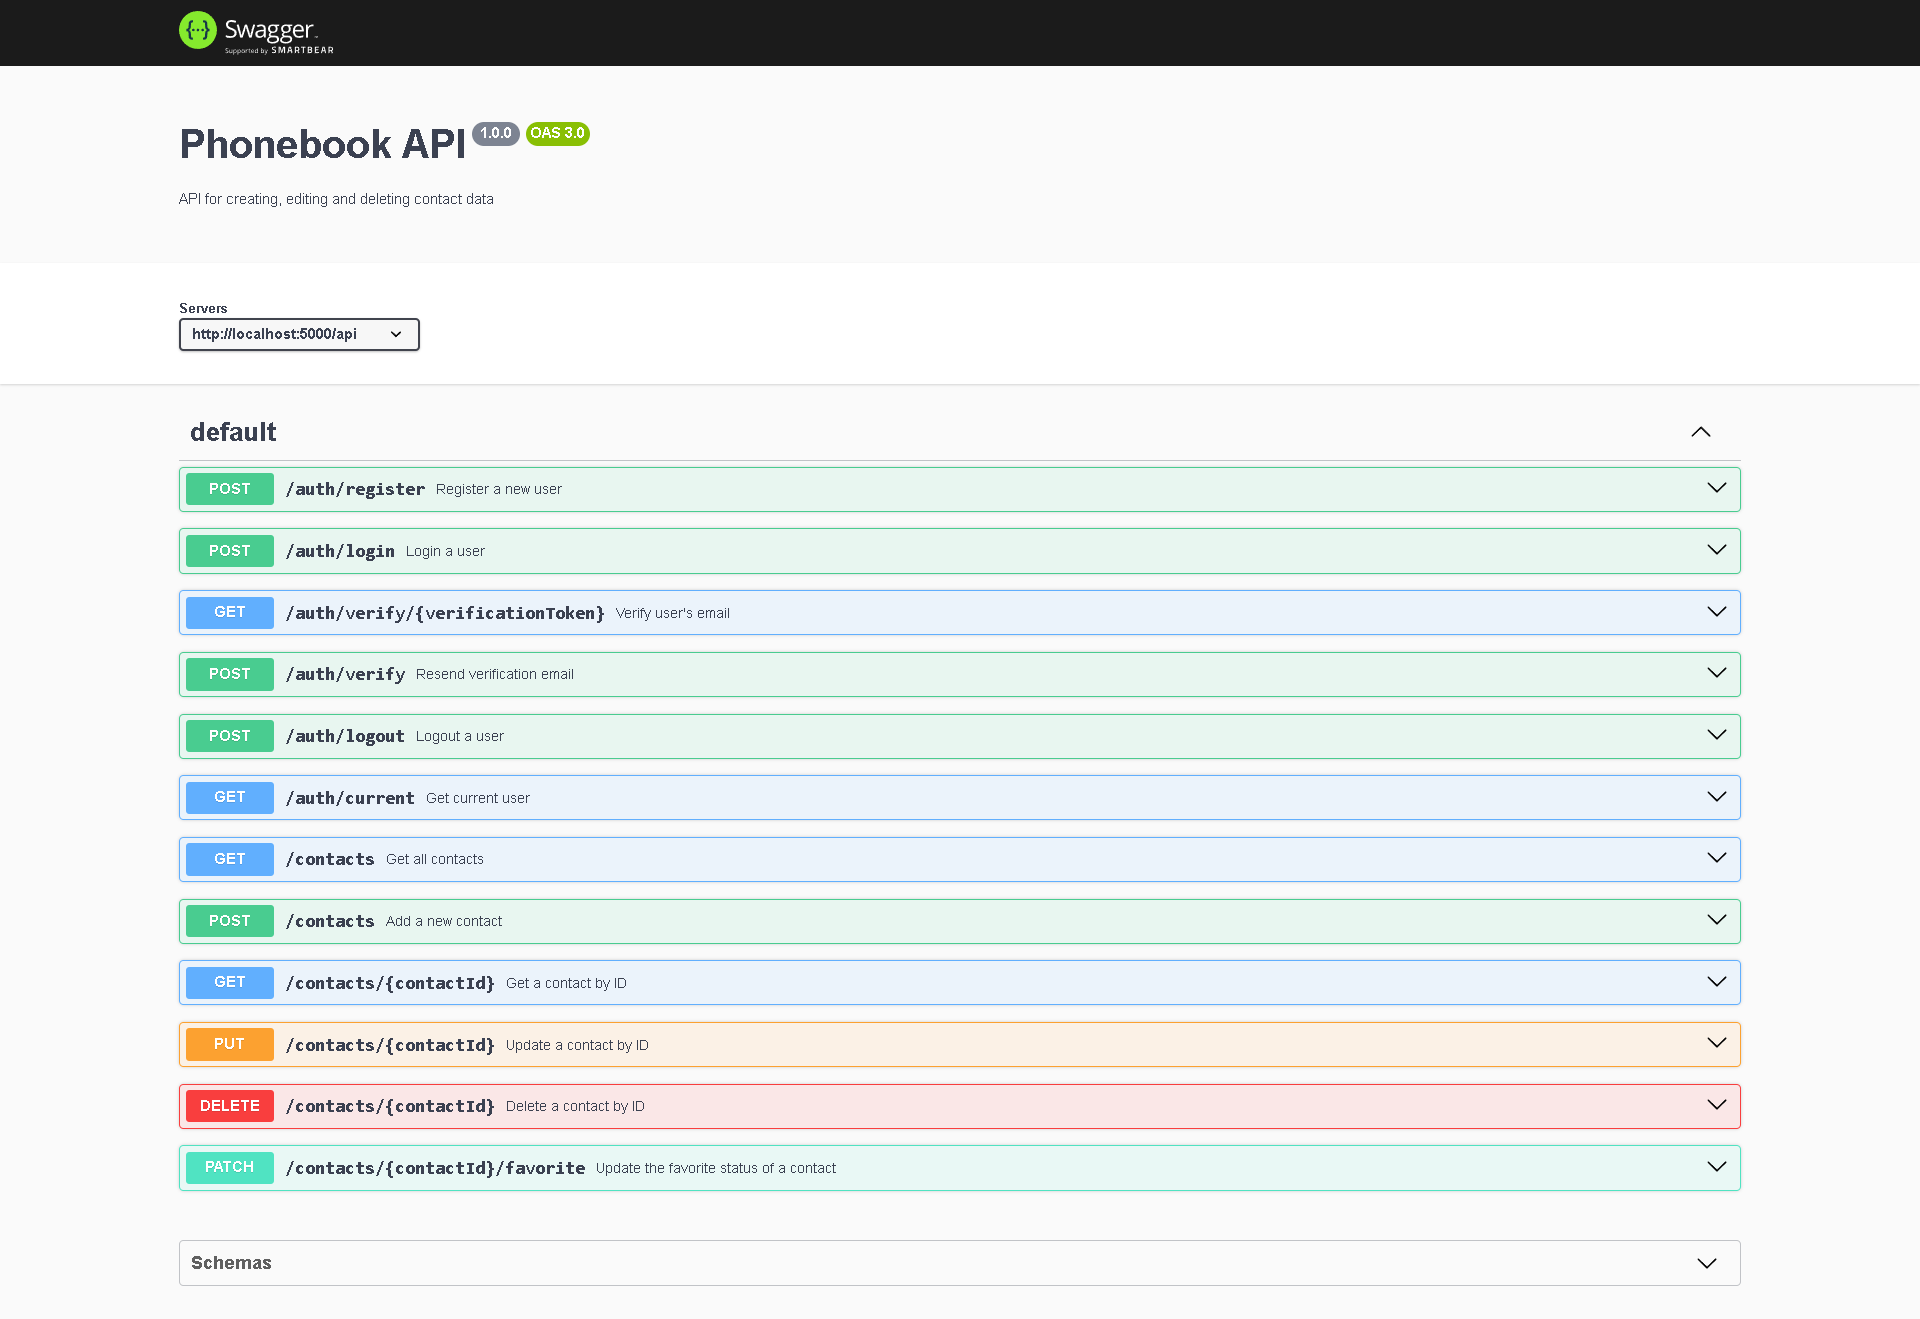 Swagger
Supported by SMARTBEAR
Phonebook API 1.0.0 OAS 3.0
API for creating, editing and deleting contact data
Servers
http://localhost:5000/api
default
POST /auth/register Register a new user
POST /auth/login Login a user
GET /auth/verify/{verificationToken} Verify user's email
POST /auth/verify Resend verification email
POST /auth/logout Logout a user
GET /auth/current Get current user
GET /contacts Get all contacts
POST /contacts Add a new contact
GET /contacts/{contactId} Get a contact by ID
PUT /contacts/{contactId} Update a contact by ID
DELETE /contacts/{contactId} Delete a contact by ID
PATCH /contacts/{contactId}/favorite Update the favorite status of a contact
Schemas